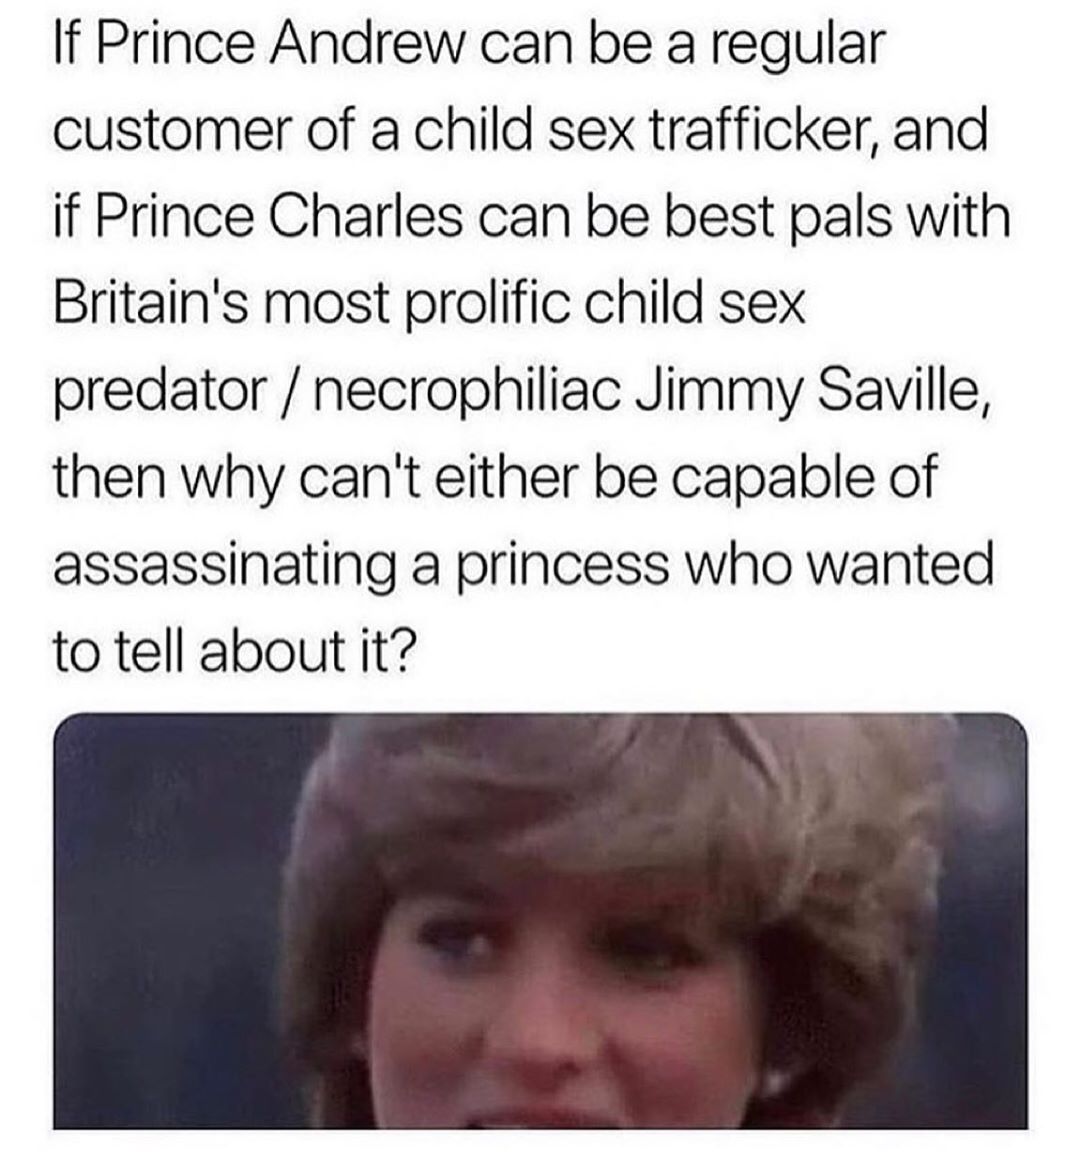 If Prince Andrew can be a regular
customer of a child sex trafficker, and
if Prince Charles can be best pals with
Britain's most prolific child sex
predator / necrophiliac Jimmy Saville,
then why can't either be capable of
assassinating a princess who wanted
to tell about it?